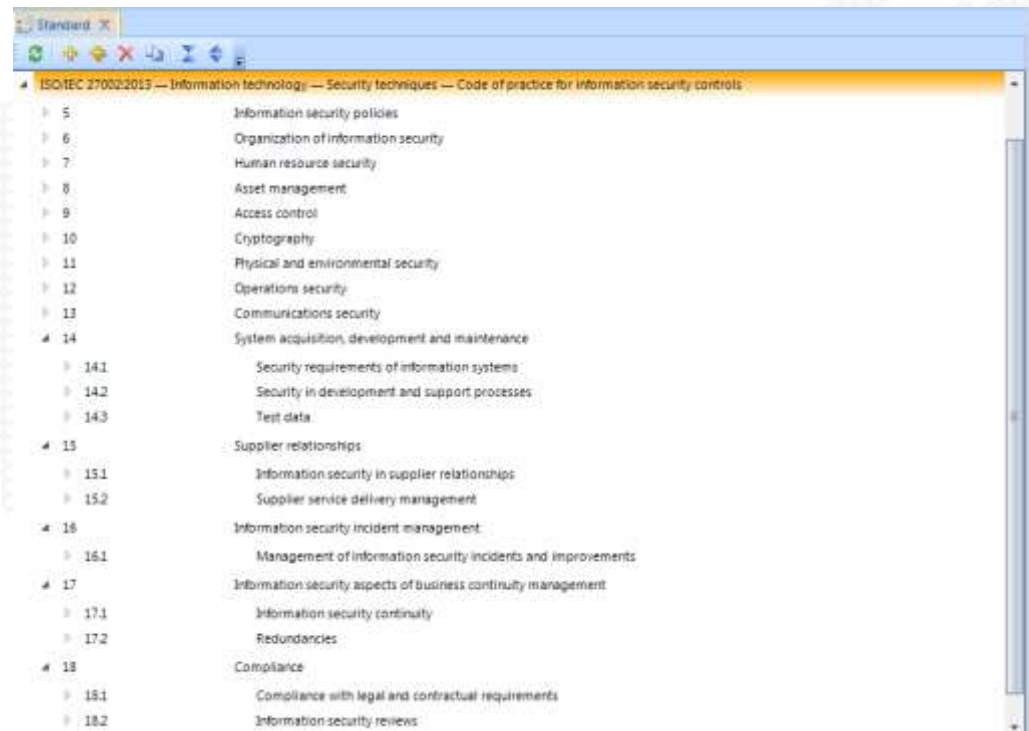 Standard
ISO/IEC 27002:2013 — Information technology — Security techniques — Code of practice for information security controls
5 Information security policies
6 Organization of information security
7 Human resource security
8 Asset management
9 Access control
10 Cryptography
11 Physical and environmental security
12 Operations security
13 Communications security
14 System acquisition, development and maintenance
14.1 Security requirements of information systems
14.2 Security in development and support processes
14.3 Test data
15 Supplier relationships
15.1 Information security in supplier relationships
15.2 Supplier service delivery management
16 Information security incident management
16.1 Management of information security incidents and improvements
17 Information security aspects of business continuity management
17.1 Information security continuity
17.2 Redundancies
18 Compliance
18.1 Compliance with legal and contractual requirements
18.2 Information security reviews